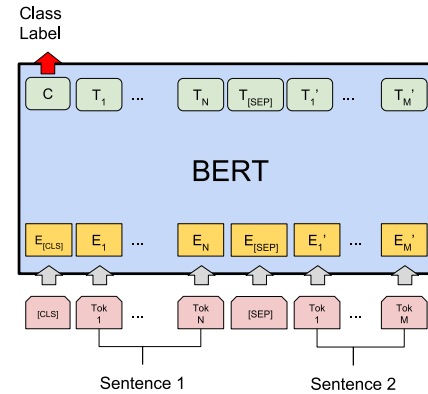 Class
Label
C T1 ... TN T[SEP] T1' ... TM'
BERT
E[CLS] E1 ... EN E[SEP] E1' ... EM'
[CLS] Tok 1 ... Tok N [SEP] Tok 1 ... Tok M
Sentence 1 Sentence 2